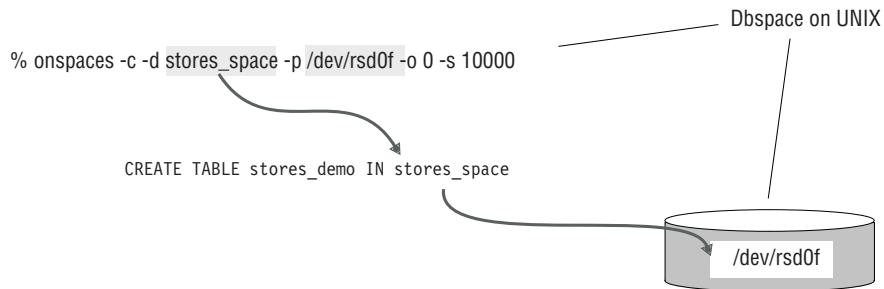 Dbspace on UNIX
% onspaces -c -d stores_space -p /dev/rsd0f -o 0 -s 10000
CREATE TABLE stores_demo IN stores_space
/dev/rsd0f